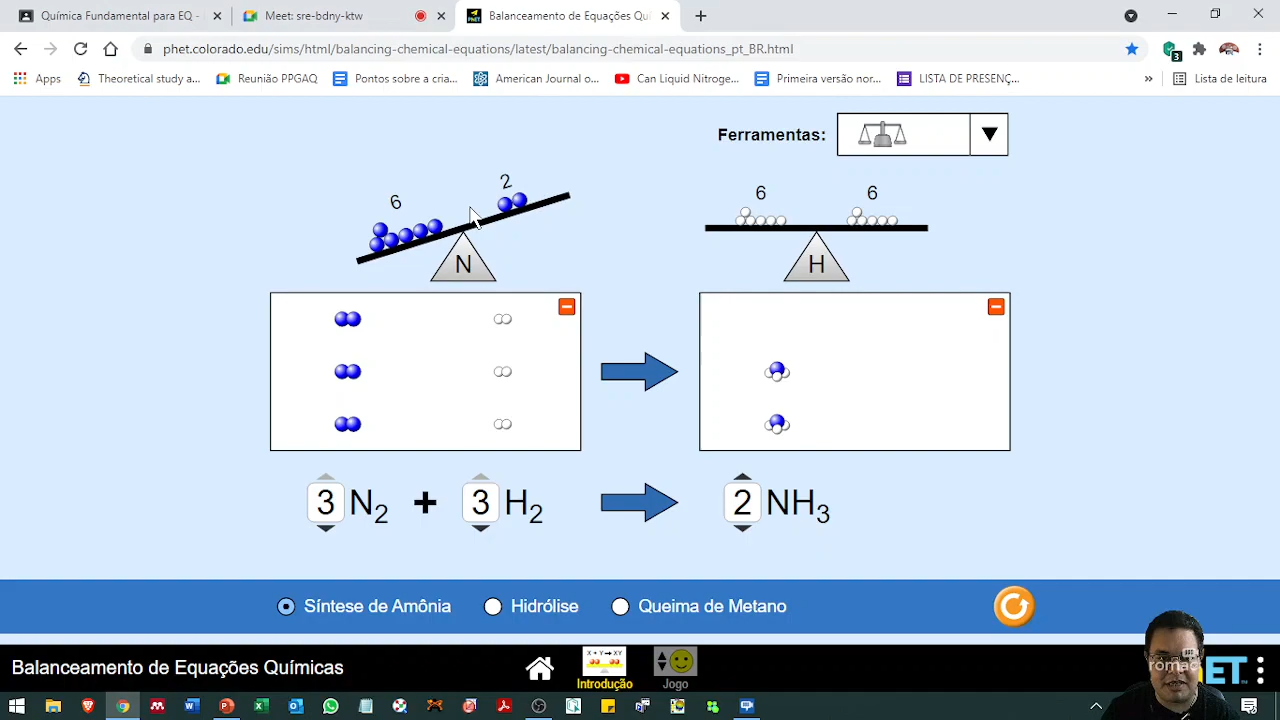 Química Fundamental para EQ
Meet: sre-bdny-ktw
Balanceamento de Equações Quí
phet.colorado.edu/sims/html/balancing-chemical-equations/latest/balancing-chemical-equations_pt_BR.html
3
Apps
Theoretical study a...
Reunião PPGAQ
Pontos sobre a cria...
American Journal o...
Can Liquid Nitroge...
Primeira versão nor...
LISTA DE PRESENÇ...
»
Lista de leitura
Ferramentas:
6
2
6
6
N
H
3 N2 + 3 H2
2 NH3
Síntese de Amônia
Hidrólise
Queima de Metano
Balanceamento de Equações Químicas
X + Y → XY
Introdução
Jogo